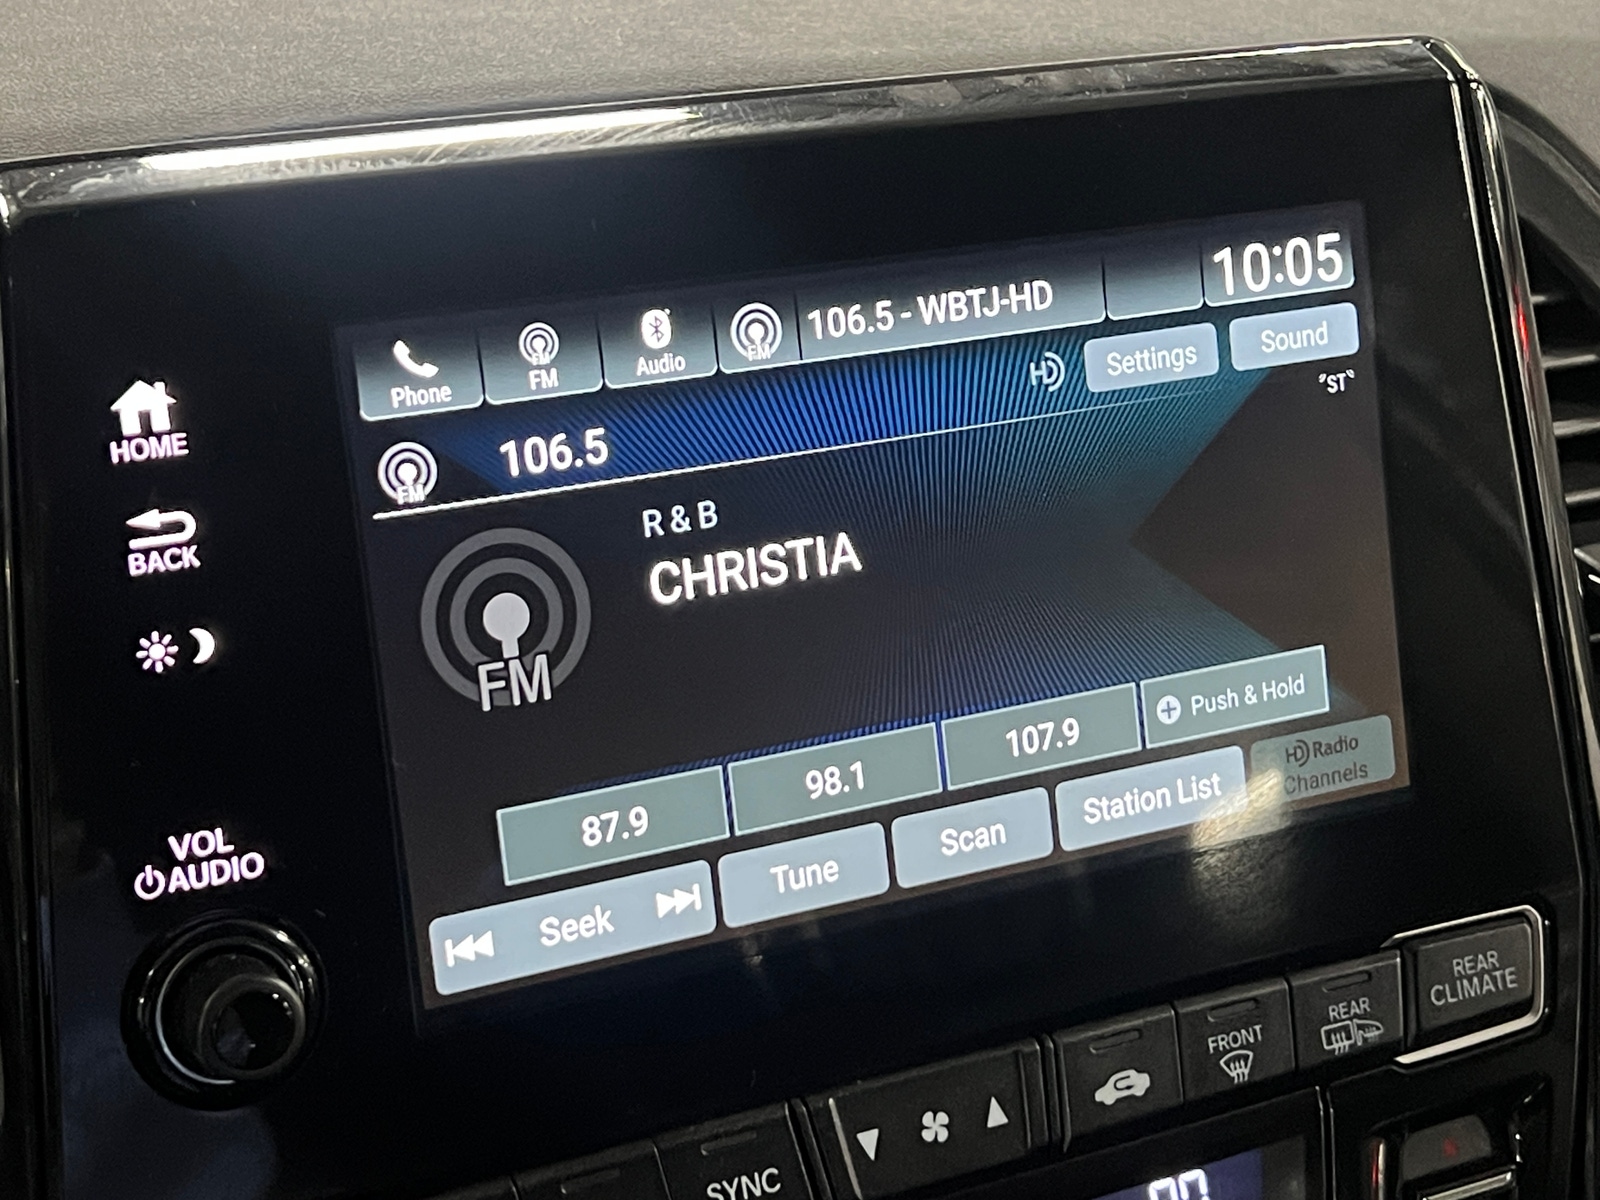 Phone
FM
FM
Audio
FM
106.5 - WBTJ-HD
10:05
HD
Settings
Sound
"ST"
FM
106.5
HOME
BACK
R & B
CHRISTIA
FM
87.9
98.1
107.9
+ Push & Hold
Seek
Tune
Scan
Station List
HD Radio
Channels
VOL
AUDIO
SYNC
FRONT
REAR
REAR
CLIMATE